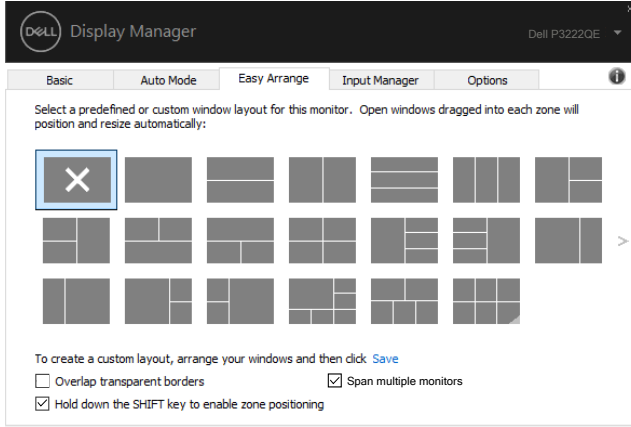 DELL Display Manager
Dell P3222QE
Basic Auto Mode Easy Arrange Input Manager Options
Select a predefined or custom window layout for this monitor. Open windows dragged into each zone will
position and resize automatically:
To create a custom layout, arrange your windows and then click Save
Overlap transparent borders Span multiple monitors
Hold down the SHIFT key to enable zone positioning